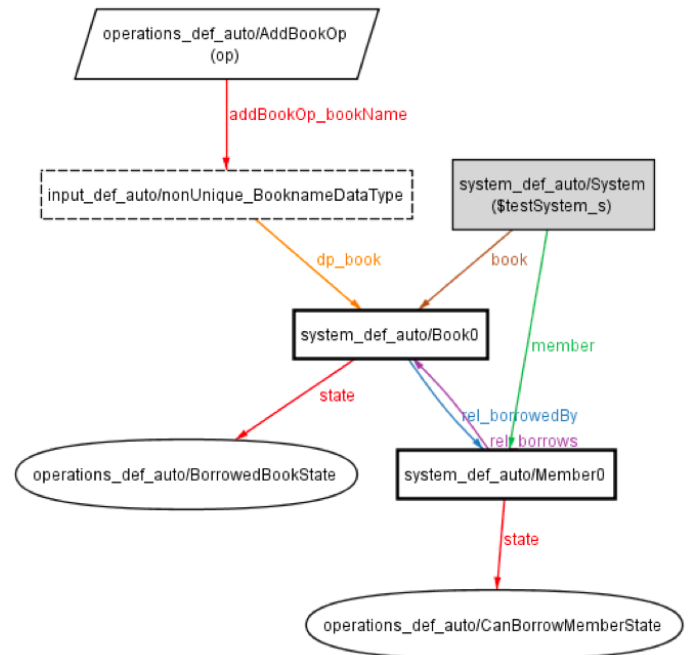 operations_def_auto/AddBookOp
(op)
addBookOp_bookName
input_def_auto/nonUnique_BooknameDataType
system_def_auto/System
($testSystem_s)
dp_book
book
system_def_auto/Book0
member
state
rel_borrowedBy
rel_borrows
operations_def_auto/BorrowedBookState
system_def_auto/Member0
state
operations_def_auto/CanBorrowMemberState